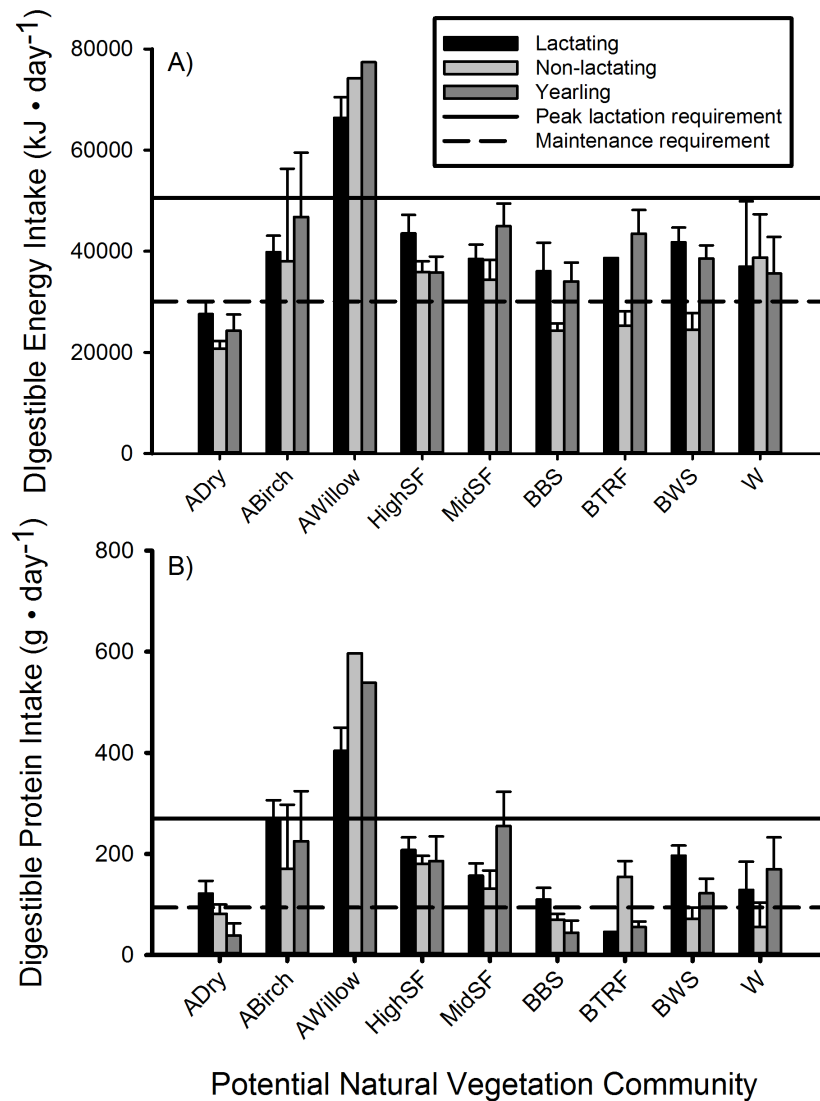 A)
Lactating
Non-lactating
Yearling
Peak lactation requirement
Maintenance requirement
DIgestible Energy Intake (kJ • day-1)
80000
60000
40000
20000
0
ADry
ABirch
AWillow
HighSF
MidSF
BBS
BTRF
BWS
W
B)
Digestible Protein Intake (g • day-1)
800
600
400
200
0
ADry
ABirch
AWillow
HighSF
MidSF
BBS
BTRF
BWS
W
Potential Natural Vegetation Community